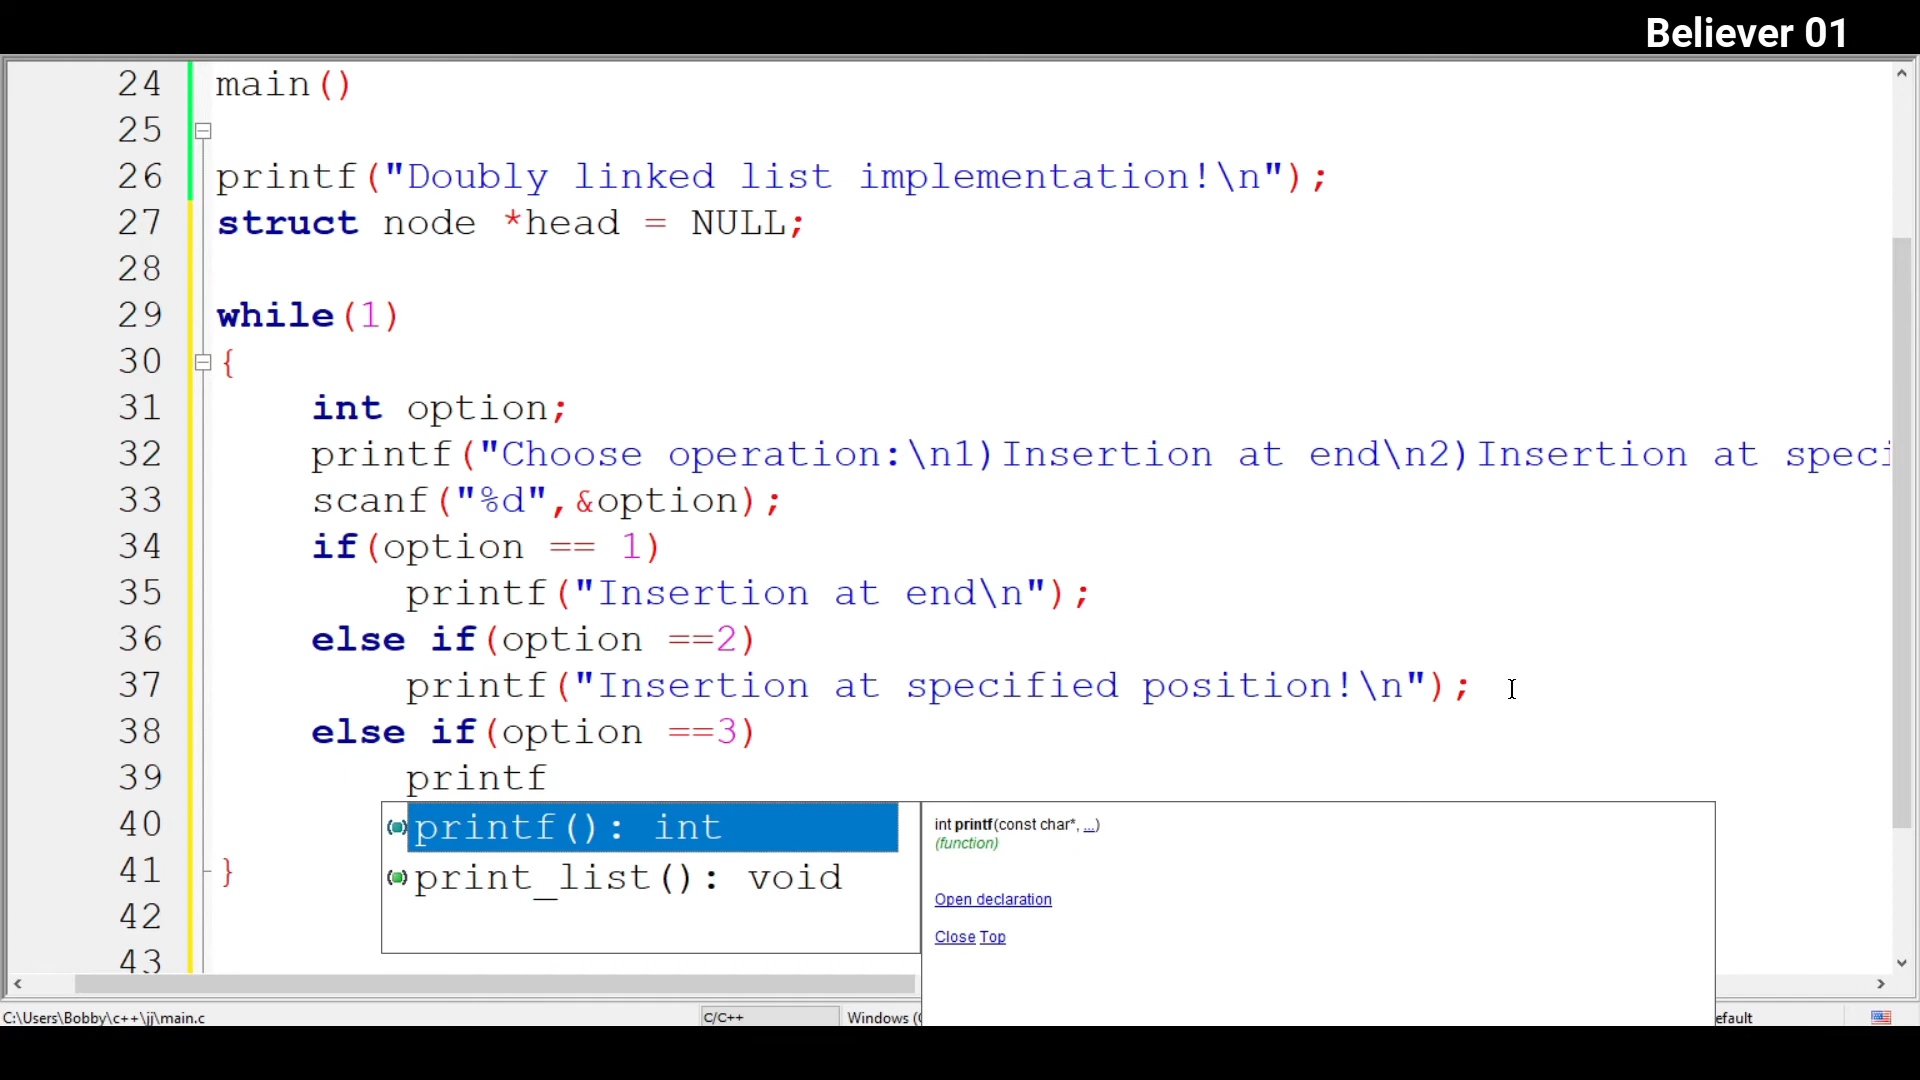 Believer 01
24 main()
25
26 printf("Doubly linked list implementation!\n");
27 struct node *head = NULL;
28
29 while(1)
30 {
31 int option;
32 printf("Choose operation:\n1)Insertion at end\n2)Insertion at speci
33 scanf("%d",&option);
34 if(option == 1)
35 printf("Insertion at end\n");
36 else if(option ==2)
37 printf("Insertion at specified position!\n");
38 else if(option ==3)
39 printf
40 printf(): int
int printf(const char*, ...)
(function)
41 }
print_list(): void
Open declaration
42
Close Top
43
C:\Users\Bobby\c++\jj\main.c C/C++ Windows ( efault